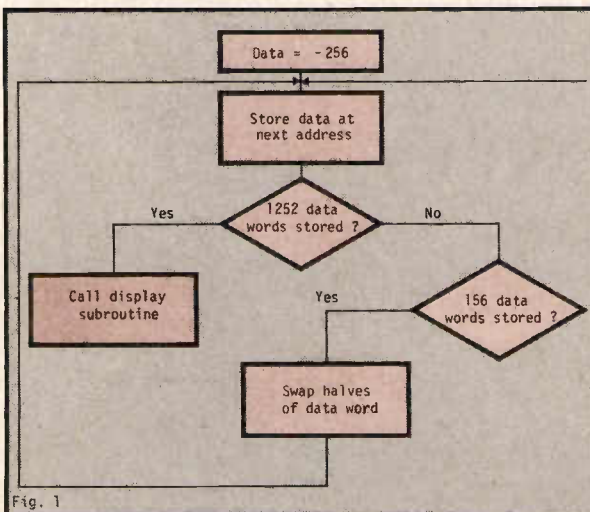 Data = -256
Store data at
next address
1252 data
words stored ?
Yes
No
Call display
subroutine
156 data
words stored ?
Yes
Swap halves
of data word
Fig. 1